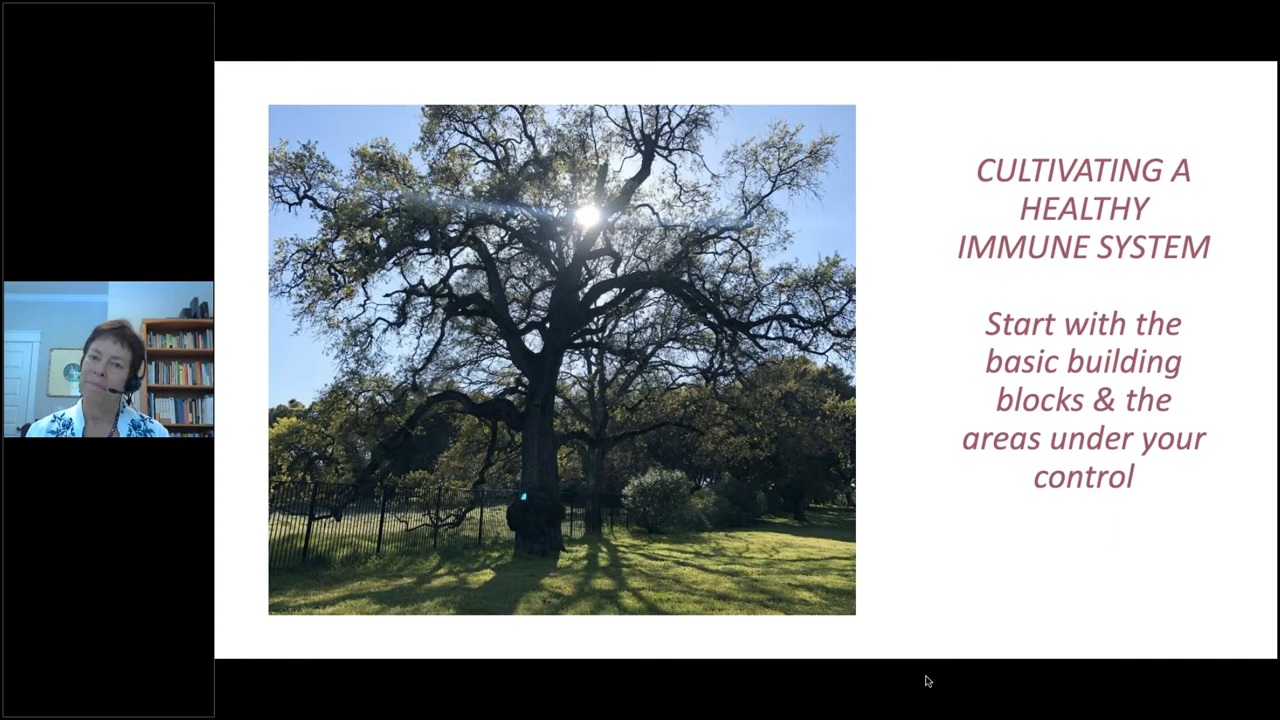 CULTIVATING A
HEALTHY
IMMUNE SYSTEM
Start with the
basic building
blocks & the
areas under your
control